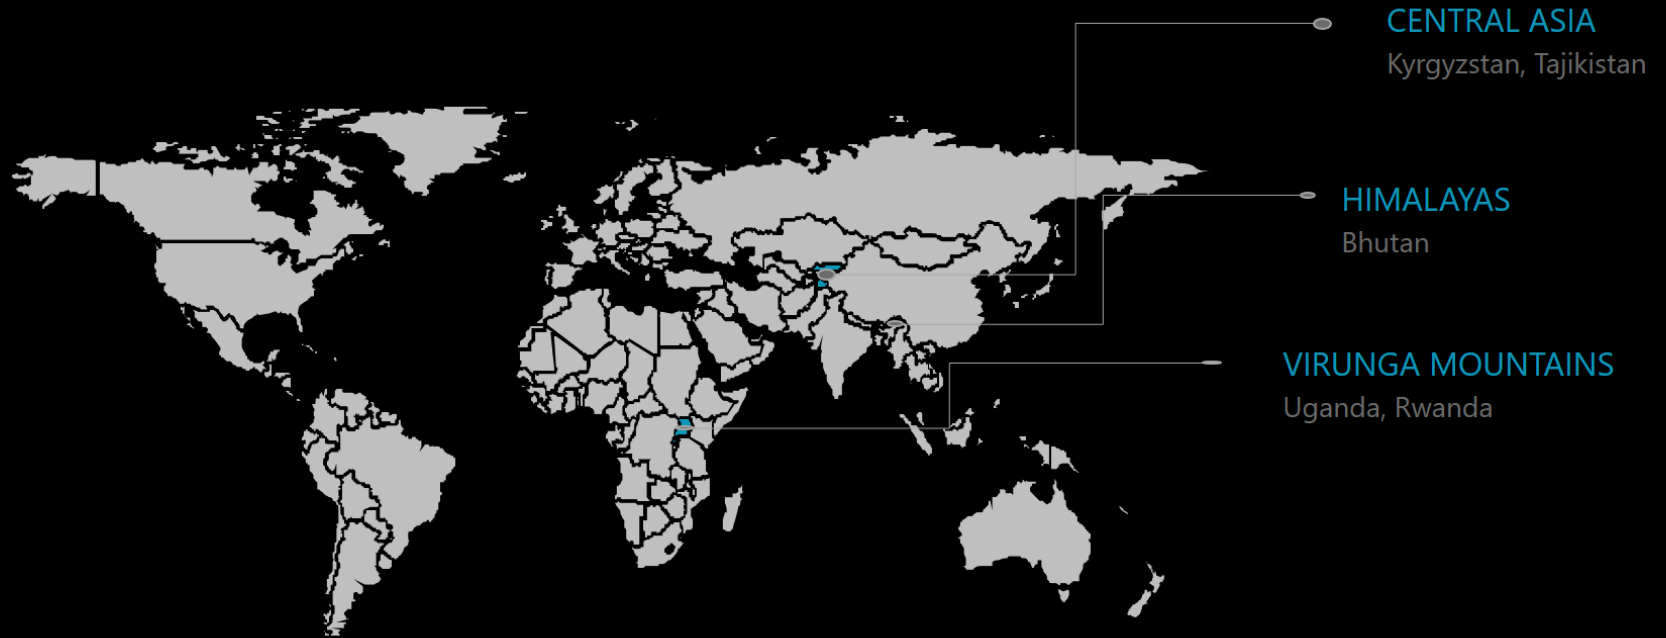 CENTRAL ASIA
Kyrgyzstan, Tajikistan
HIMALAYAS
Bhutan
VIRUNGA MOUNTAINS
Uganda, Rwanda